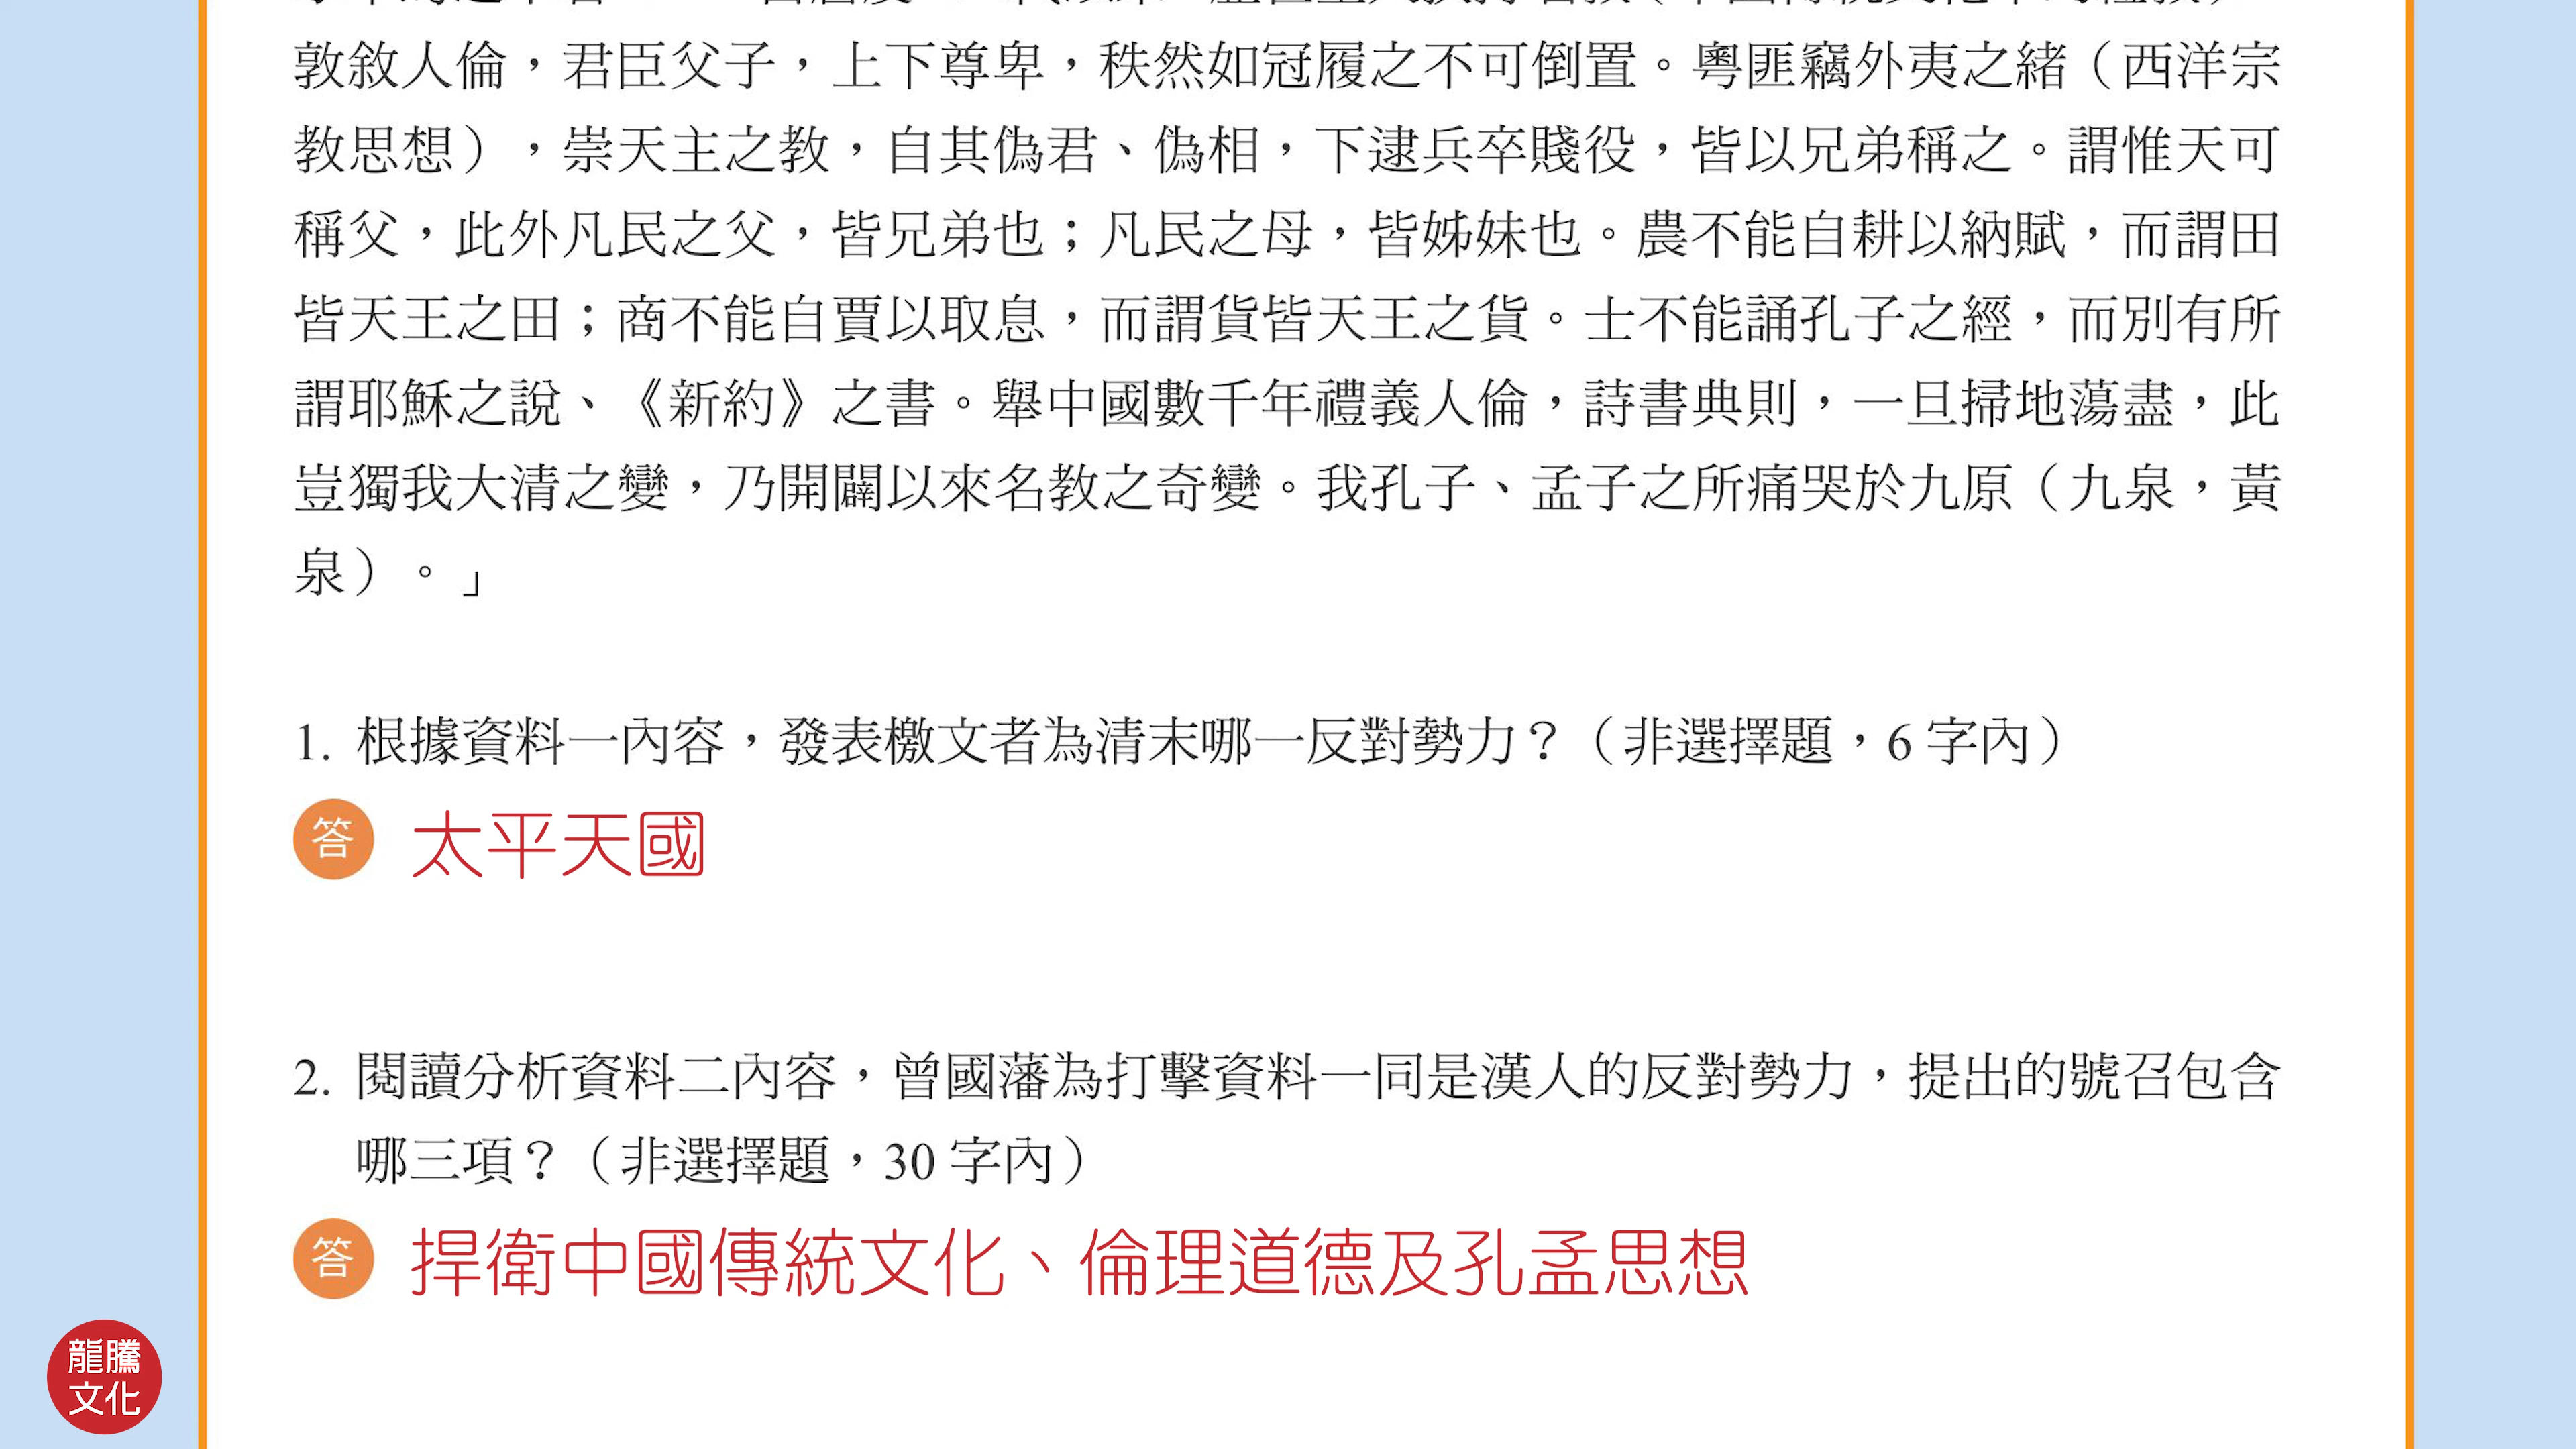 敦敘人倫，君臣父子，上下尊卑，秩然如冠履之不可倒置。粵匪竊外夷之緒（西洋宗
教思想），崇天主之教，自其偽君、偽相，下逮兵卒賤役，皆以兄弟稱之。謂惟天可
稱父，此外凡民之父，皆兄弟也；凡民之母，皆姊妹也。農不能自耕以納賦，而謂田
皆天王之田；商不能自賈以取息，而謂貨皆天王之貨。士不能誦孔子之經，而別有所
謂耶穌之說、《新約》之書。舉中國數千年禮義人倫，詩書典則，一旦掃地蕩盡，此
豈獨我大清之變，乃開闢以來名教之奇變。我孔子、孟子之所痛哭於九原（九泉，黃
泉）。」
1. 根據資料一內容，發表檄文者為清末哪一反對勢力？（非選擇題，6 字內）
答 太平天國
2. 閱讀分析資料二內容，曾國藩為打擊資料一同是漢人的反對勢力，提出的號召包含
哪三項？（非選擇題，30 字內）
答 捍衛中國傳統文化、倫理道德及孔孟思想
龍騰
文化